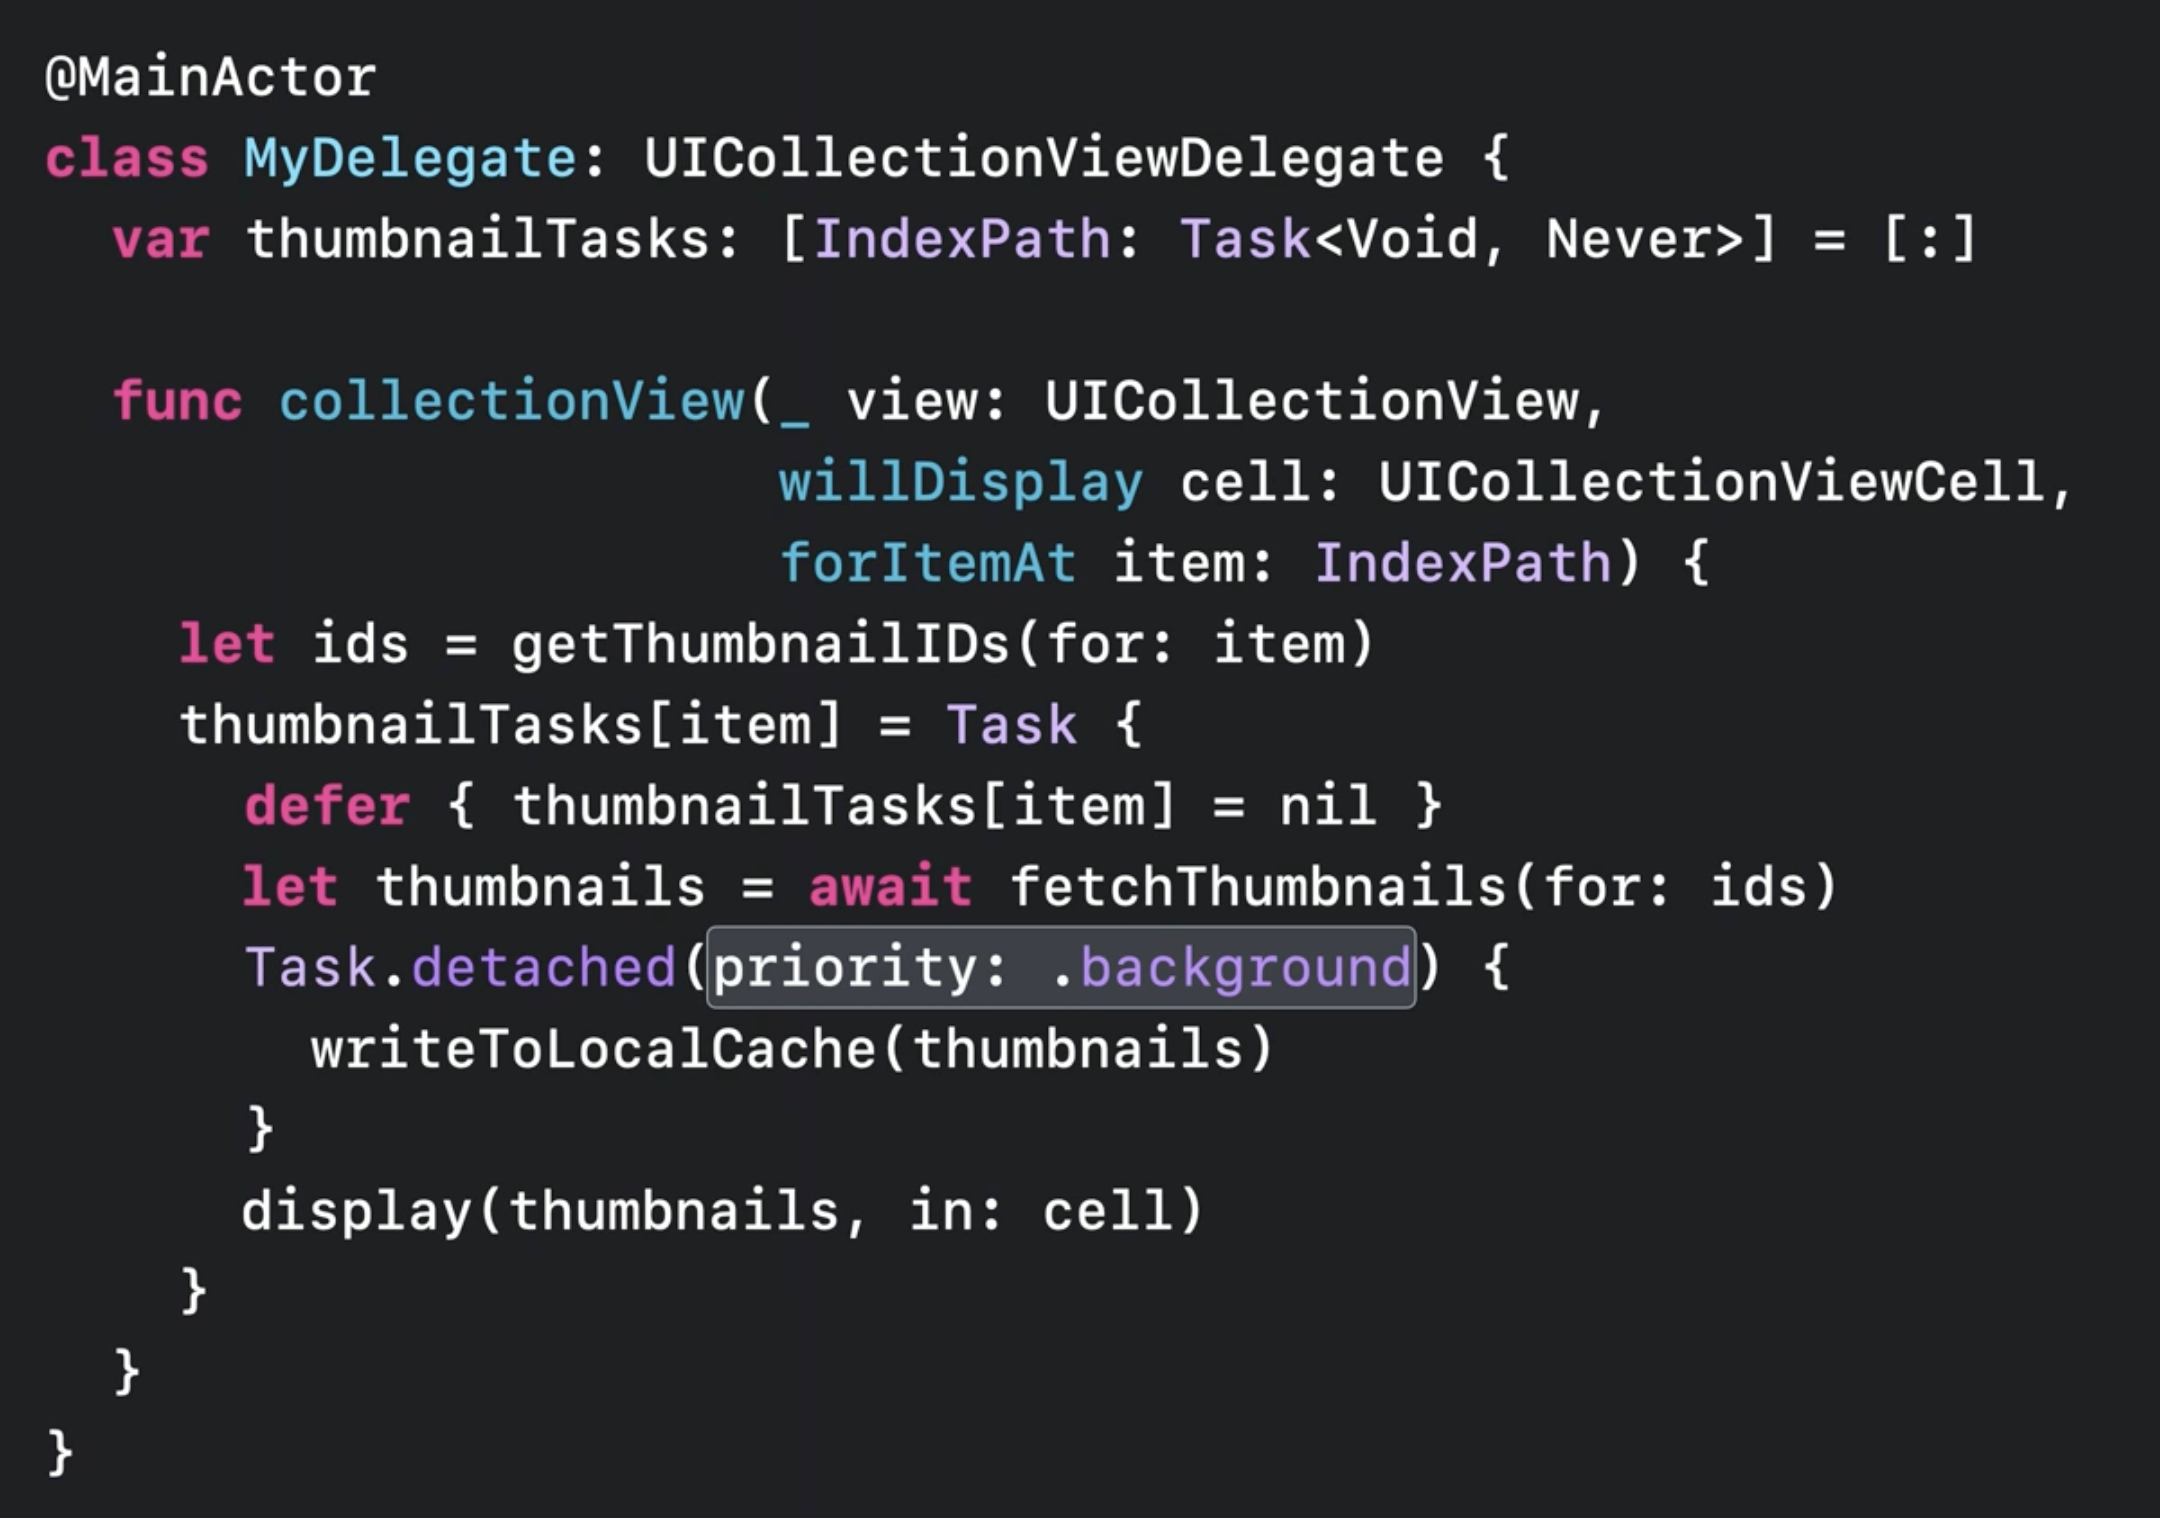 @MainActor
class MyDelegate: UICollectionViewDelegate {
  var thumbnailTasks: [IndexPath: Task<Void, Never>] = [:]

  func collectionView(_ view: UICollectionView,
                      willDisplay cell: UICollectionViewCell,
                      forItemAt item: IndexPath) {
    let ids = getThumbnailIDs(for: item)
    thumbnailTasks[item] = Task {
      defer { thumbnailTasks[item] = nil }
      let thumbnails = await fetchThumbnails(for: ids)
      Task.detached(priority: .background) {
        writeToLocalCache(thumbnails)
      }
      display(thumbnails, in: cell)
    }
  }
}